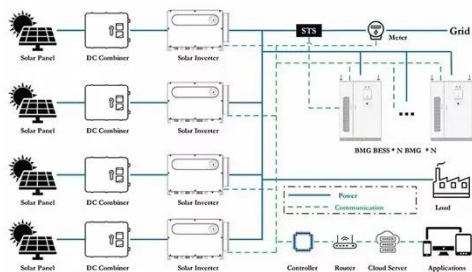 STS
Meter
Grid
Solar Panel DC Combiner Solar Inverter
Solar Panel DC Combiner Solar Inverter
BMG BESS * N BMG * N
Solar Panel DC Combiner Solar Inverter
Load
Power
Communication
Solar Panel DC Combiner Solar Inverter
Controller Router Cloud Server Applications